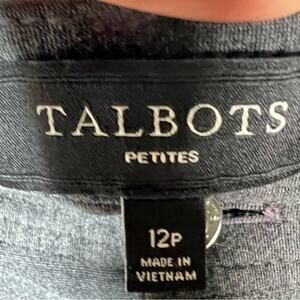 TALBOTS
PETITES
12P
MADE IN
VIETNAM